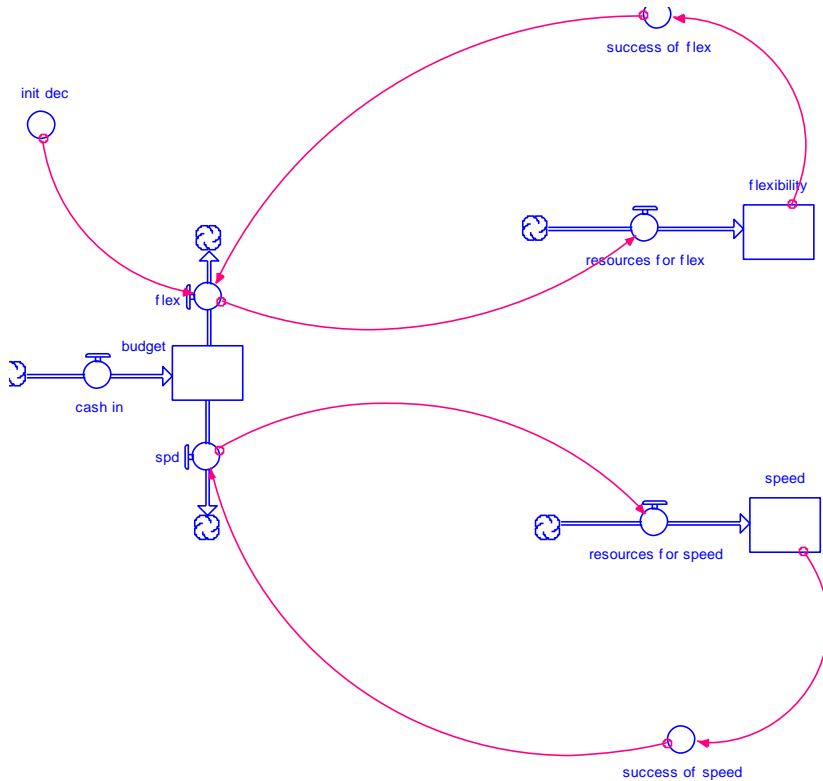 success of flex
init dec
flexibility
resources for flex
flex
budget
cash in
spd
speed
resources for speed
success of speed